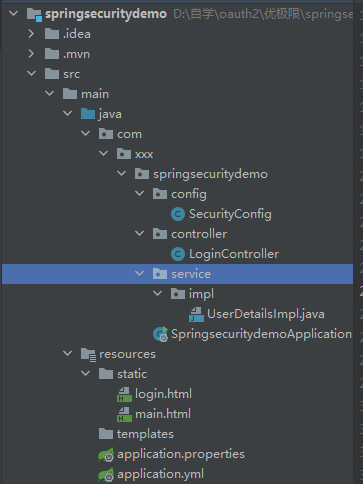 springsecuritydemo D:\自学\oauth2\优极限\springse
.idea
.mvn
src
main
java
com
xxx
springsecuritydemo
config
SecurityConfig
controller
LoginController
service
impl
UserDetailsImpl.java
SpringsecuritydemoApplication
resources
static
login.html
main.html
templates
application.properties
application.yml